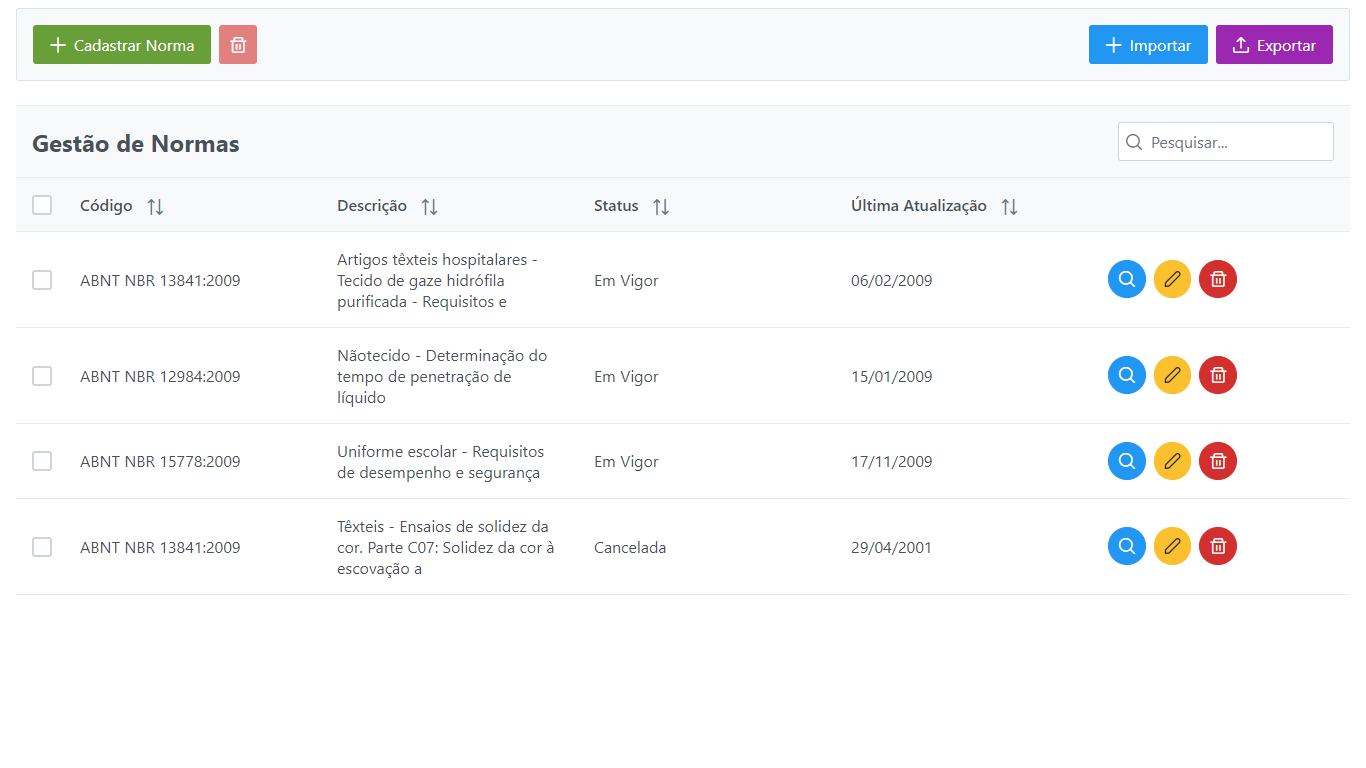 Cadastrar Norma
Importar
Exportar
Gestão de Normas
Pesquisar...
Código
Descrição
Status
Última Atualização
ABNT NBR 13841:2009
Artigos têxteis hospitalares -
Tecido de gaze hidrófila
purificada - Requisitos e
Em Vigor
06/02/2009
ABNT NBR 12984:2009
Nãotecido - Determinação do
tempo de penetração de
líquido
Em Vigor
15/01/2009
ABNT NBR 15778:2009
Uniforme escolar - Requisitos
de desempenho e segurança
Em Vigor
17/11/2009
ABNT NBR 13841:2009
Têxteis - Ensaios de solidez da
cor. Parte C07: Solidez da cor à
escovação a
Cancelada
29/04/2001